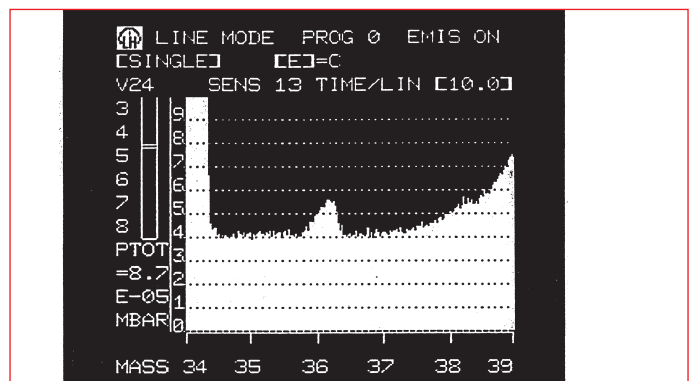 LINE MODE PROG 0 EMIS ON
[SINGLE] [E]=C
V24 SENS 13 TIME/LIN [10.0]
3
4
5
6
7
8
PTOT
=8.7
E-05
MBAR
9
8
7
6
5
4
3
2
1
0
MASS 34 35 36 37 38 39